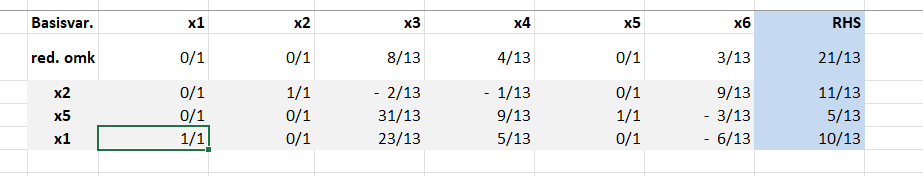 Basisvar. x1 x2 x3 x4 x5 x6 RHS
red. omk 0/1 0/1 8/13 4/13 0/1 3/13 21/13
x2 0/1 1/1 - 2/13 - 1/13 0/1 9/13 11/13
x5 0/1 0/1 31/13 9/13 1/1 - 3/13 5/13
x1 1/1 0/1 23/13 5/13 0/1 - 6/13 10/13